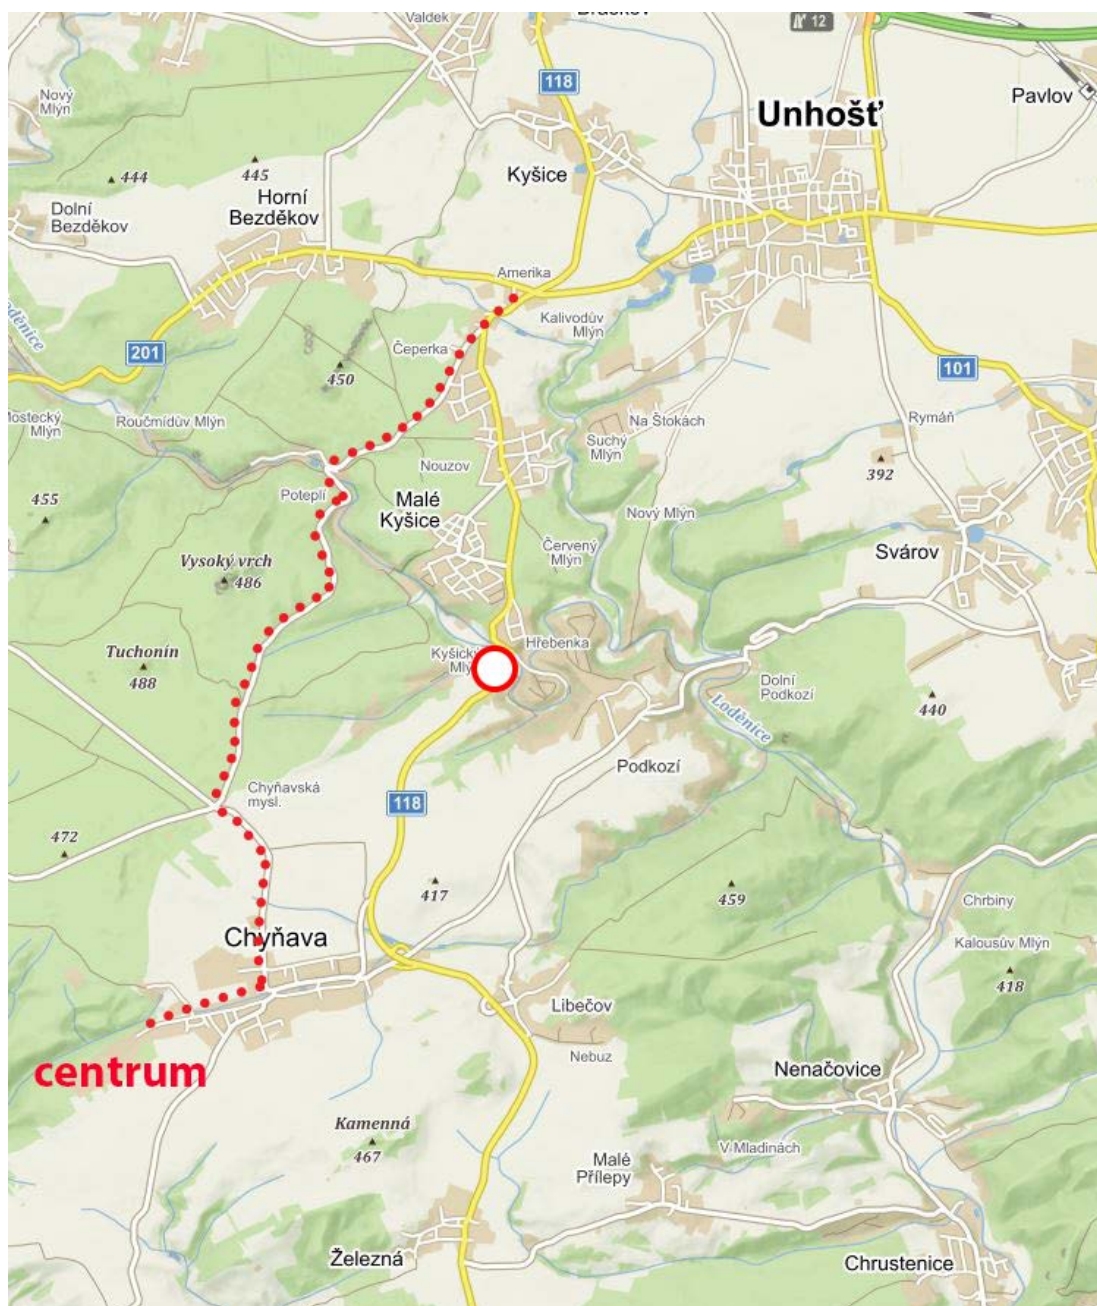 Valdek
12
118
Unhošť
Pavlov
Nový
Mlýn
Kyšice
444
445
Dolní
Bezděkov
Horní
Bezděkov
Amerika
Kalivodův
Mlýn
201
Čeperka
450
101
Mostecký
Mlýn
Roučmídův Mlýn
Na Štokách
Rymáň
Suchý
Mlýn
392
Nouzov
455
Poteplí
Malé
Kyšice
Nový Mlýn
Červený
Mlýn
Svárov
Vysoký vrch
486
Tuchonín
488
Kyšický
Hřebenka
Dolní
Podkozí
440
Loděnice
Podkozí
Chyňavská
mysl.
118
472
417
459
Chrbiny
Chyňava
Kalousův Mlýn
418
Libečov
Nebuz
centrum
Nenačovice
Kamenná
467
V Mladinách
Malé
Přílepy
Železná
Chrustenice